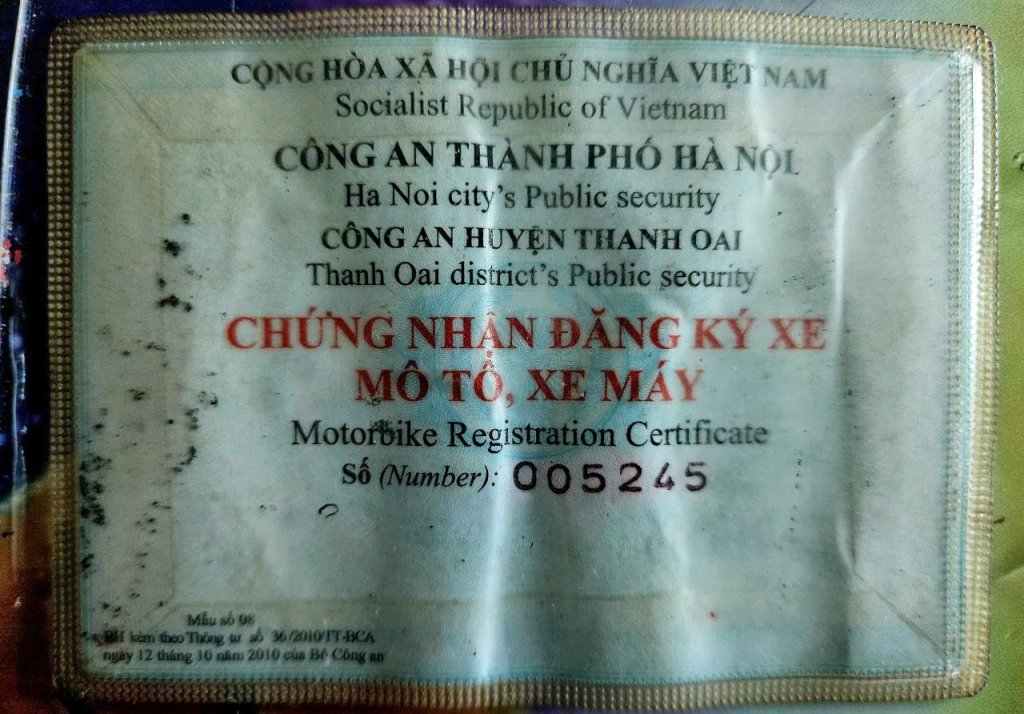 CỘNG HÒA XÃ HỘI CHỦ NGHĨA VIỆT NAM
Socialist Republic of Vietnam
CÔNG AN THÀNH PHỐ HÀ NỘI
Ha Noi city's Public security
CÔNG AN HUYỆN THANH OAI
Thanh Oai district's Public security
CHỨNG NHẬN ĐĂNG KÝ XE
MÔ TÔ, XE MÁY
Motorbike Registration Certificate
Số (Number): 005245
Mẫu số 08
BH kèm theo Thông tư số 36/2010/TT-BCA
ngày 12 tháng 10 năm 2010 của Bộ Công an